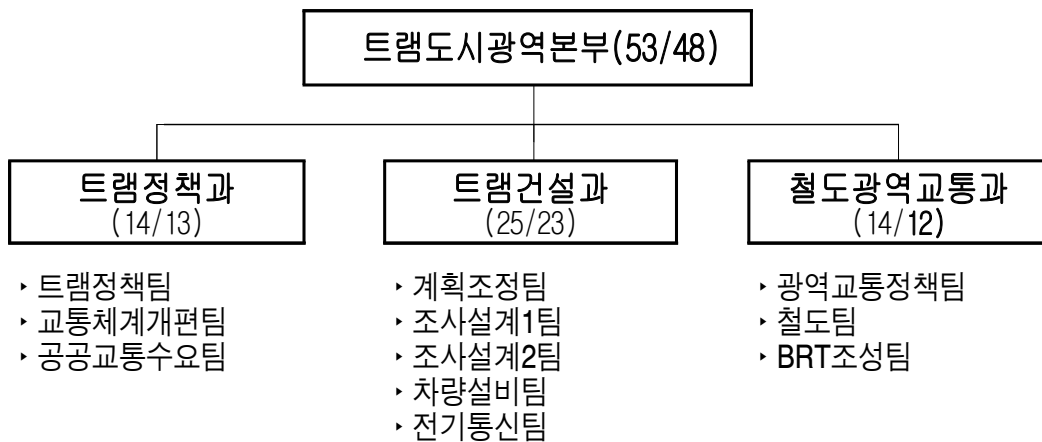 트램도시광역본부(53/48)
트램정책과
(14/13)
‣ 트램정책팀
‣ 교통체계개편팀
‣ 공공교통수요팀
트램건설과
(25/23)
‣ 계획조정팀
‣ 조사설계1팀
‣ 조사설계2팀
‣ 차량설비팀
‣ 전기통신팀
철도광역교통과
(14/12)
‣ 광역교통정책팀
‣ 철도팀
‣ BRT조성팀